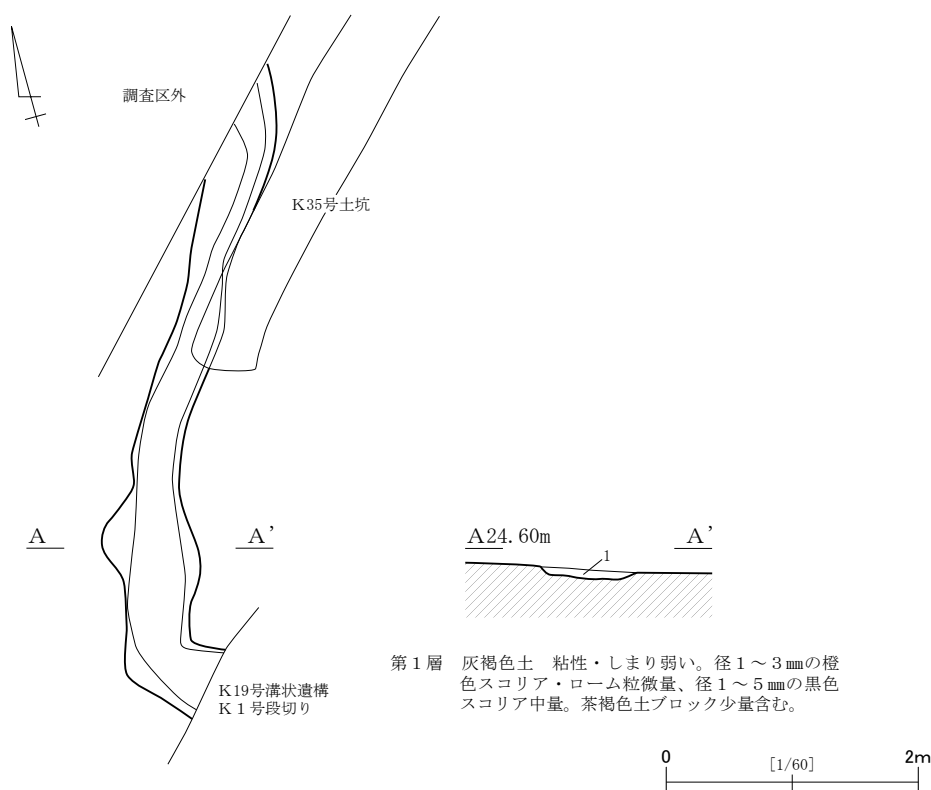 調査区外
K35号土坑
A
A'
A24.60m
A'
1
第1層　灰褐色土　粘性・しまり弱い。径１～３㎜の橙
色スコリア・ローム粒微量、径１～５㎜の黒色
スコリア中量。茶褐色土ブロック少量含む。
K19号溝状遺構
K１号段切り
0
[1/60]
2m